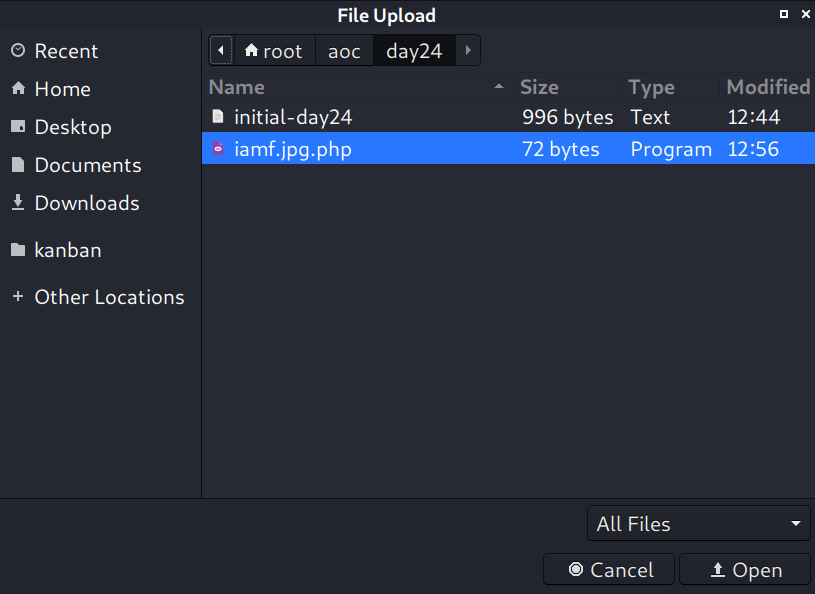 File Upload
Recent
Home
Desktop
Documents
Downloads
kanban
Other Locations
root aoc day24
Name Size Type Modified
initial-day24 996 bytes Text 12:44
iamf.jpg.php 72 bytes Program 12:56
All Files
Cancel Open